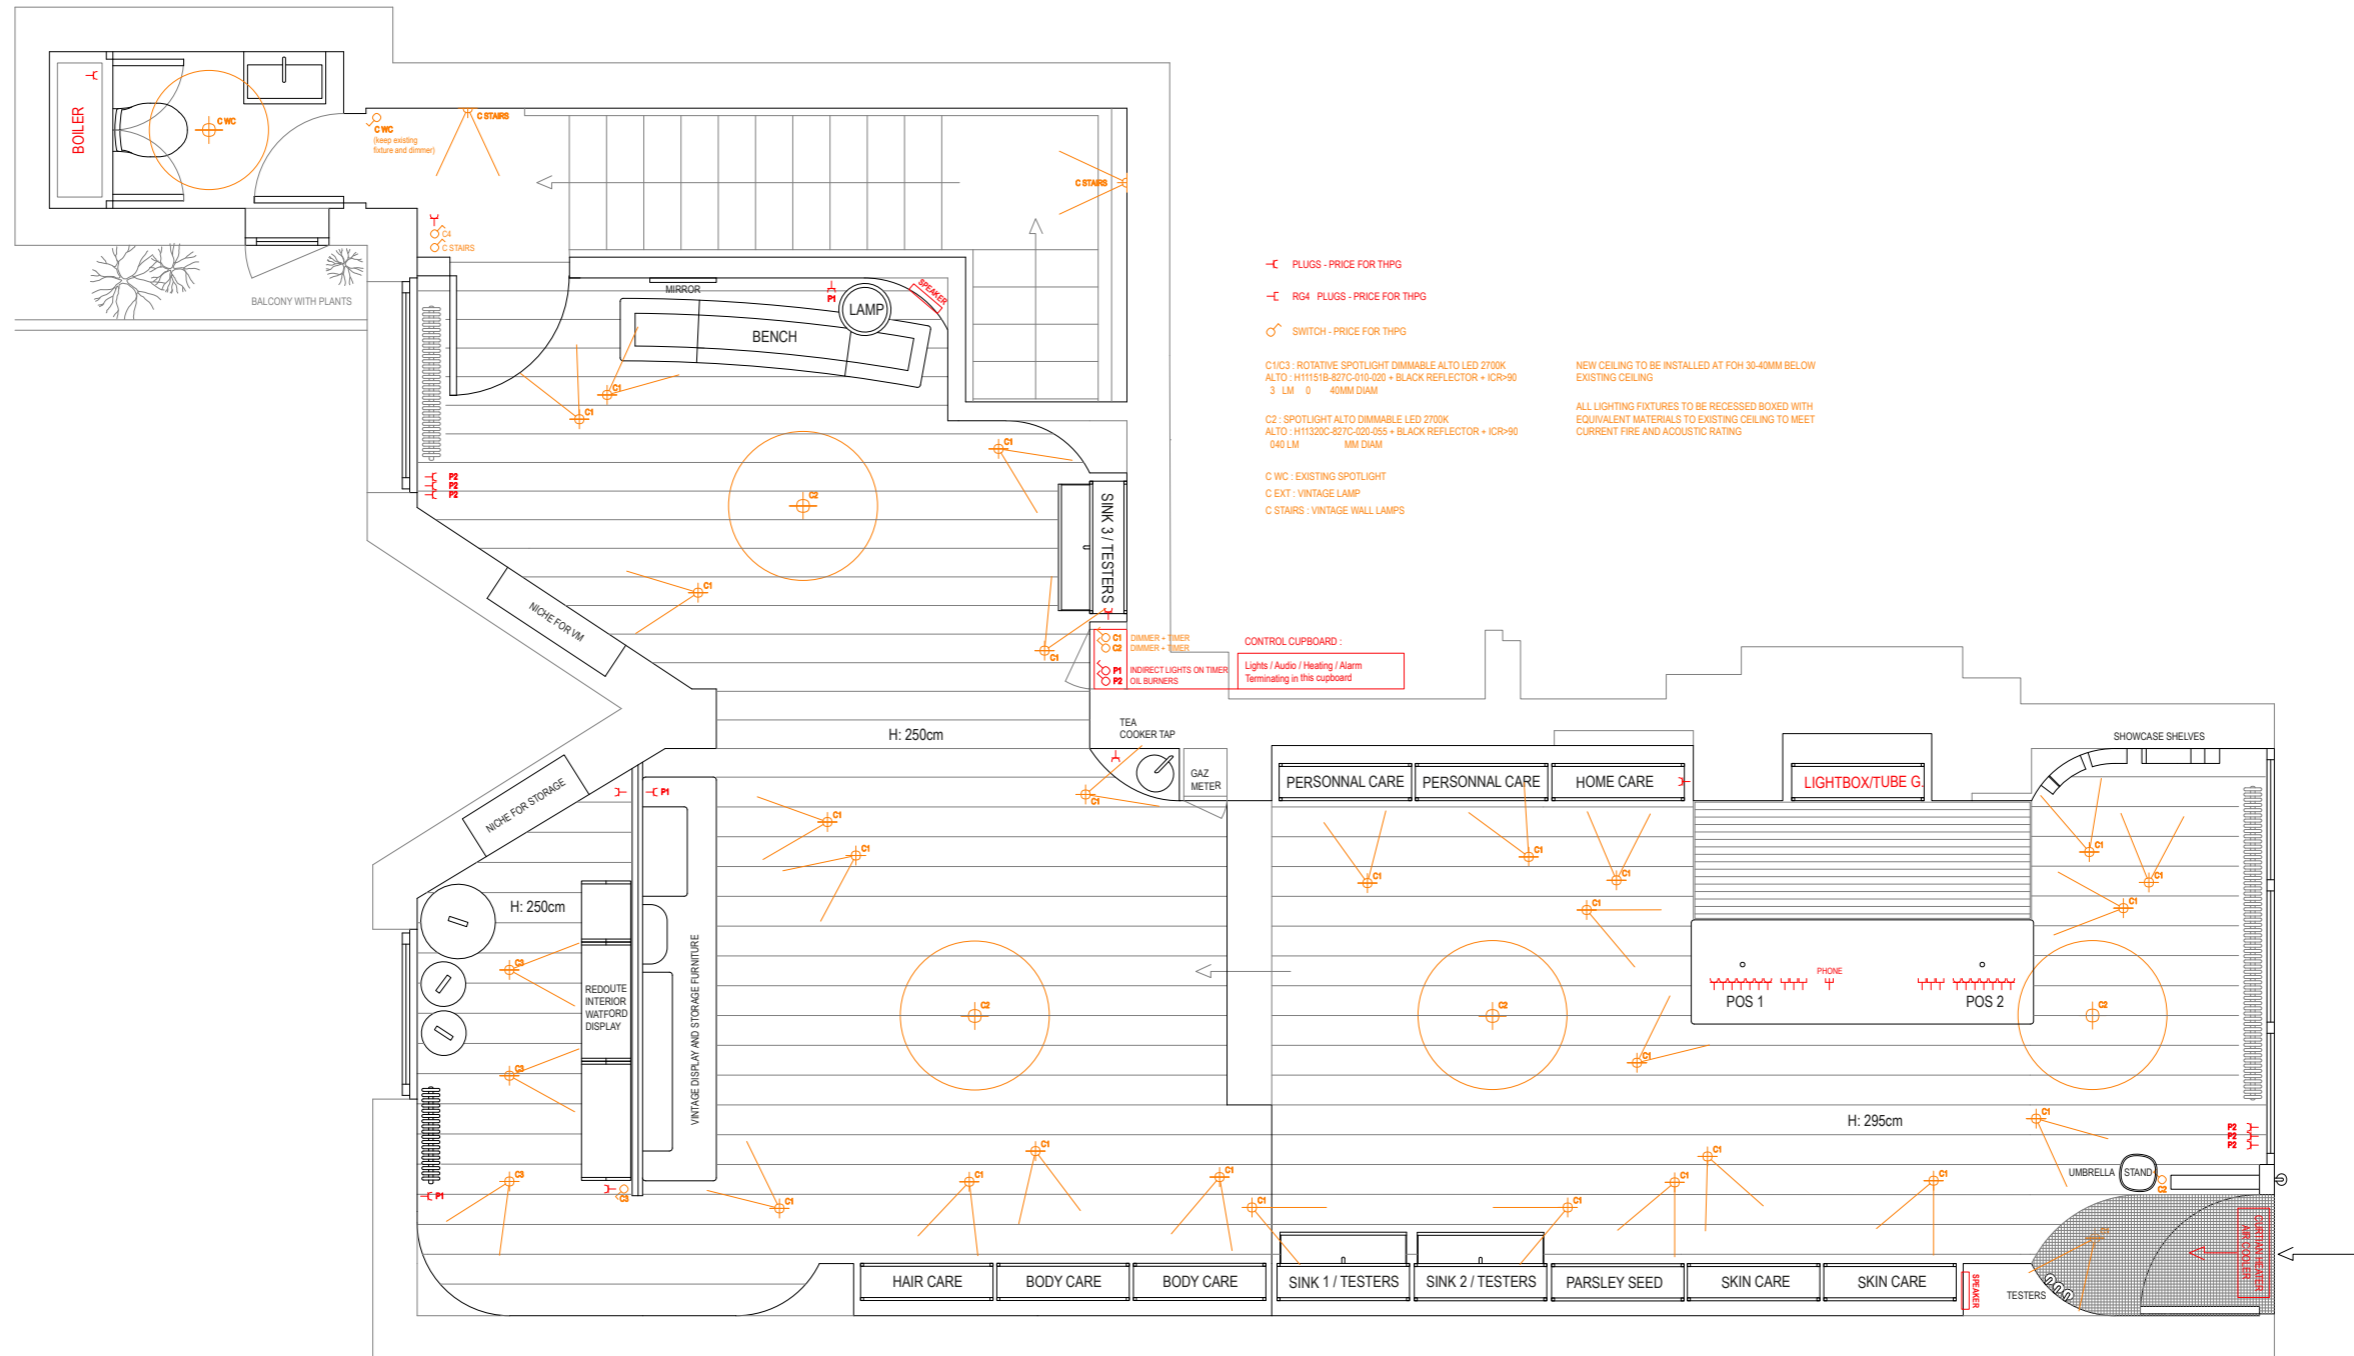 BOILER
C WC
C WC
(keep existing
fixture and dimmer)
C STAIRS
C STAIRS
C4
C STAIRS
BALCONY WITH PLANTS
MIRROR
P1
LAMP
SPEAKER
BENCH
C1
C1
C1
P2
P2
P2
C2
SINK 3 / TESTERS
C1
C1
NICHE FOR VM
PLUGS - PRICE FOR THPG
RG4 PLUGS - PRICE FOR THPG
SWITCH - PRICE FOR THPG
C1/C3 : ROTATIVE SPOTLIGHT DIMMABLE ALTO LED 2700K
ALTO : H11151B-827C-010-020 + BLACK REFLECTOR + ICR>90
3 LM 0 40MM DIAM
C2 : SPOTLIGHT ALTO DIMMABLE LED 2700K
ALTO : H11320C-827C-020-055 + BLACK REFLECTOR + ICR>90
040 LM MM DIAM
C WC : EXISTING SPOTLIGHT
C EXT : VINTAGE LAMP
C STAIRS : VINTAGE WALL LAMPS
NEW CEILING TO BE INSTALLED AT FOH 30-40MM BELOW
EXISTING CEILING
ALL LIGHTING FIXTURES TO BE RECESSED BOXED WITH
EQUIVALENT MATERIALS TO EXISTING CEILING TO MEET
CURRENT FIRE AND ACOUSTIC RATING
C1 DIMMER + TIMER
C2 DIMMER + TIMER
P1 INDIRECT LIGHTS ON TIMER
P2 OIL BURNERS
CONTROL CUPBOARD :
Lights / Audio / Heating / Alarm
Terminating in this cupboard
H: 250cm
TEA
COOKER TAP
GAZ
METER
C1
NICHE FOR STORAGE
P1
PERSONNAL CARE
PERSONNAL CARE
HOME CARE
LIGHTBOX/TUBE G.
SHOWCASE SHELVES
C1
C1
C1
C1
C1
C1
C1
C1
C1
H: 250cm
C3
REDOUTE
INTERIOR
WATFORD
DISPLAY
VINTAGE DISPLAY AND STORAGE FURNITURE
C2
C2
PHONE
POS 1
POS 2
C2
C3
C1
C1
H: 295cm
P2
P2
P2
C3
P1
C3
C1
C1
C1
C1
C1
C1
C1
C1
C1
UMBRELLA STAND
C2
HAIR CARE
BODY CARE
BODY CARE
SINK 1 / TESTERS
SINK 2 / TESTERS
PARSLEY SEED
SKIN CARE
SKIN CARE
SPEAKER
TESTERS
CURTAIN HEATER
AIR COOLER